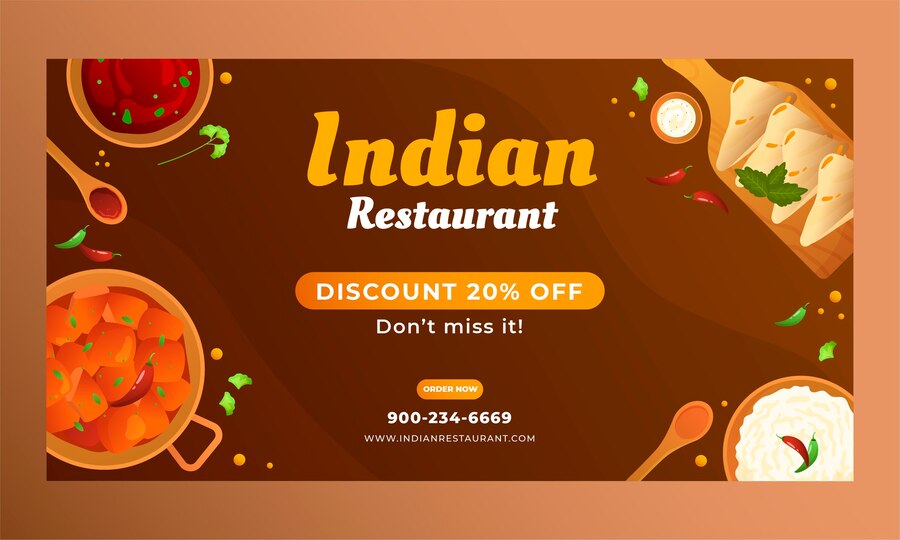 Indian
Restaurant
DISCOUNT 20% OFF
Don't miss it!
ORDER NOW
900-234-6669
WWW.INDIANRESTAURANT.COM